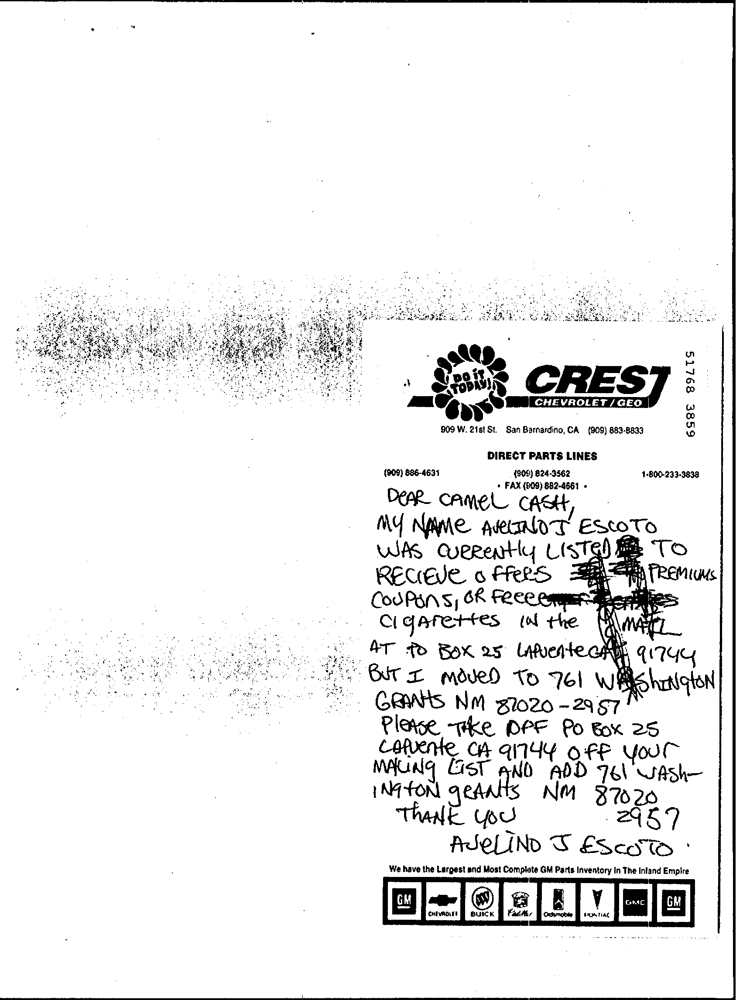 DO iT
TODAY!
CREST
CHEVROLET / GEO
51768 3859
909 W. 21st St. San Bernardino, CA (909) 883-8833
DIRECT PARTS LINES
(909) 886-4631 (909) 824-3562 1-800-233-3838
• FAX (909) 882-4661 •
DEAR CAMEL CASH,
MY NAME AVELINO J ESCOTO
WAS CURRENtly LISTED TO
RECIEVE OFFERS PREMIUMS
COUPONS, OR FREE
CIGARETTES IN the MAIL
AT PO BOX 25 LAPUENTE CA 91744
BUT I MOVED TO 761 WAShINGTON
GRANTS NM 87020-2957
PLEASE TAKE OFF PO BOX 25
LAPUENTE CA 91744 OFF YOUR
MALING LIST AND ADD 761 WASH-
INGTON GRANTS NM 87020
THANK YOU 2957
AVELINO J ESCOTO
We have the Largest and Most Complete GM Parts Inventory In The Inland Empire
GM CHEVROLET BUICK Cadillac Oldsmobile PONTIAC GMC GM